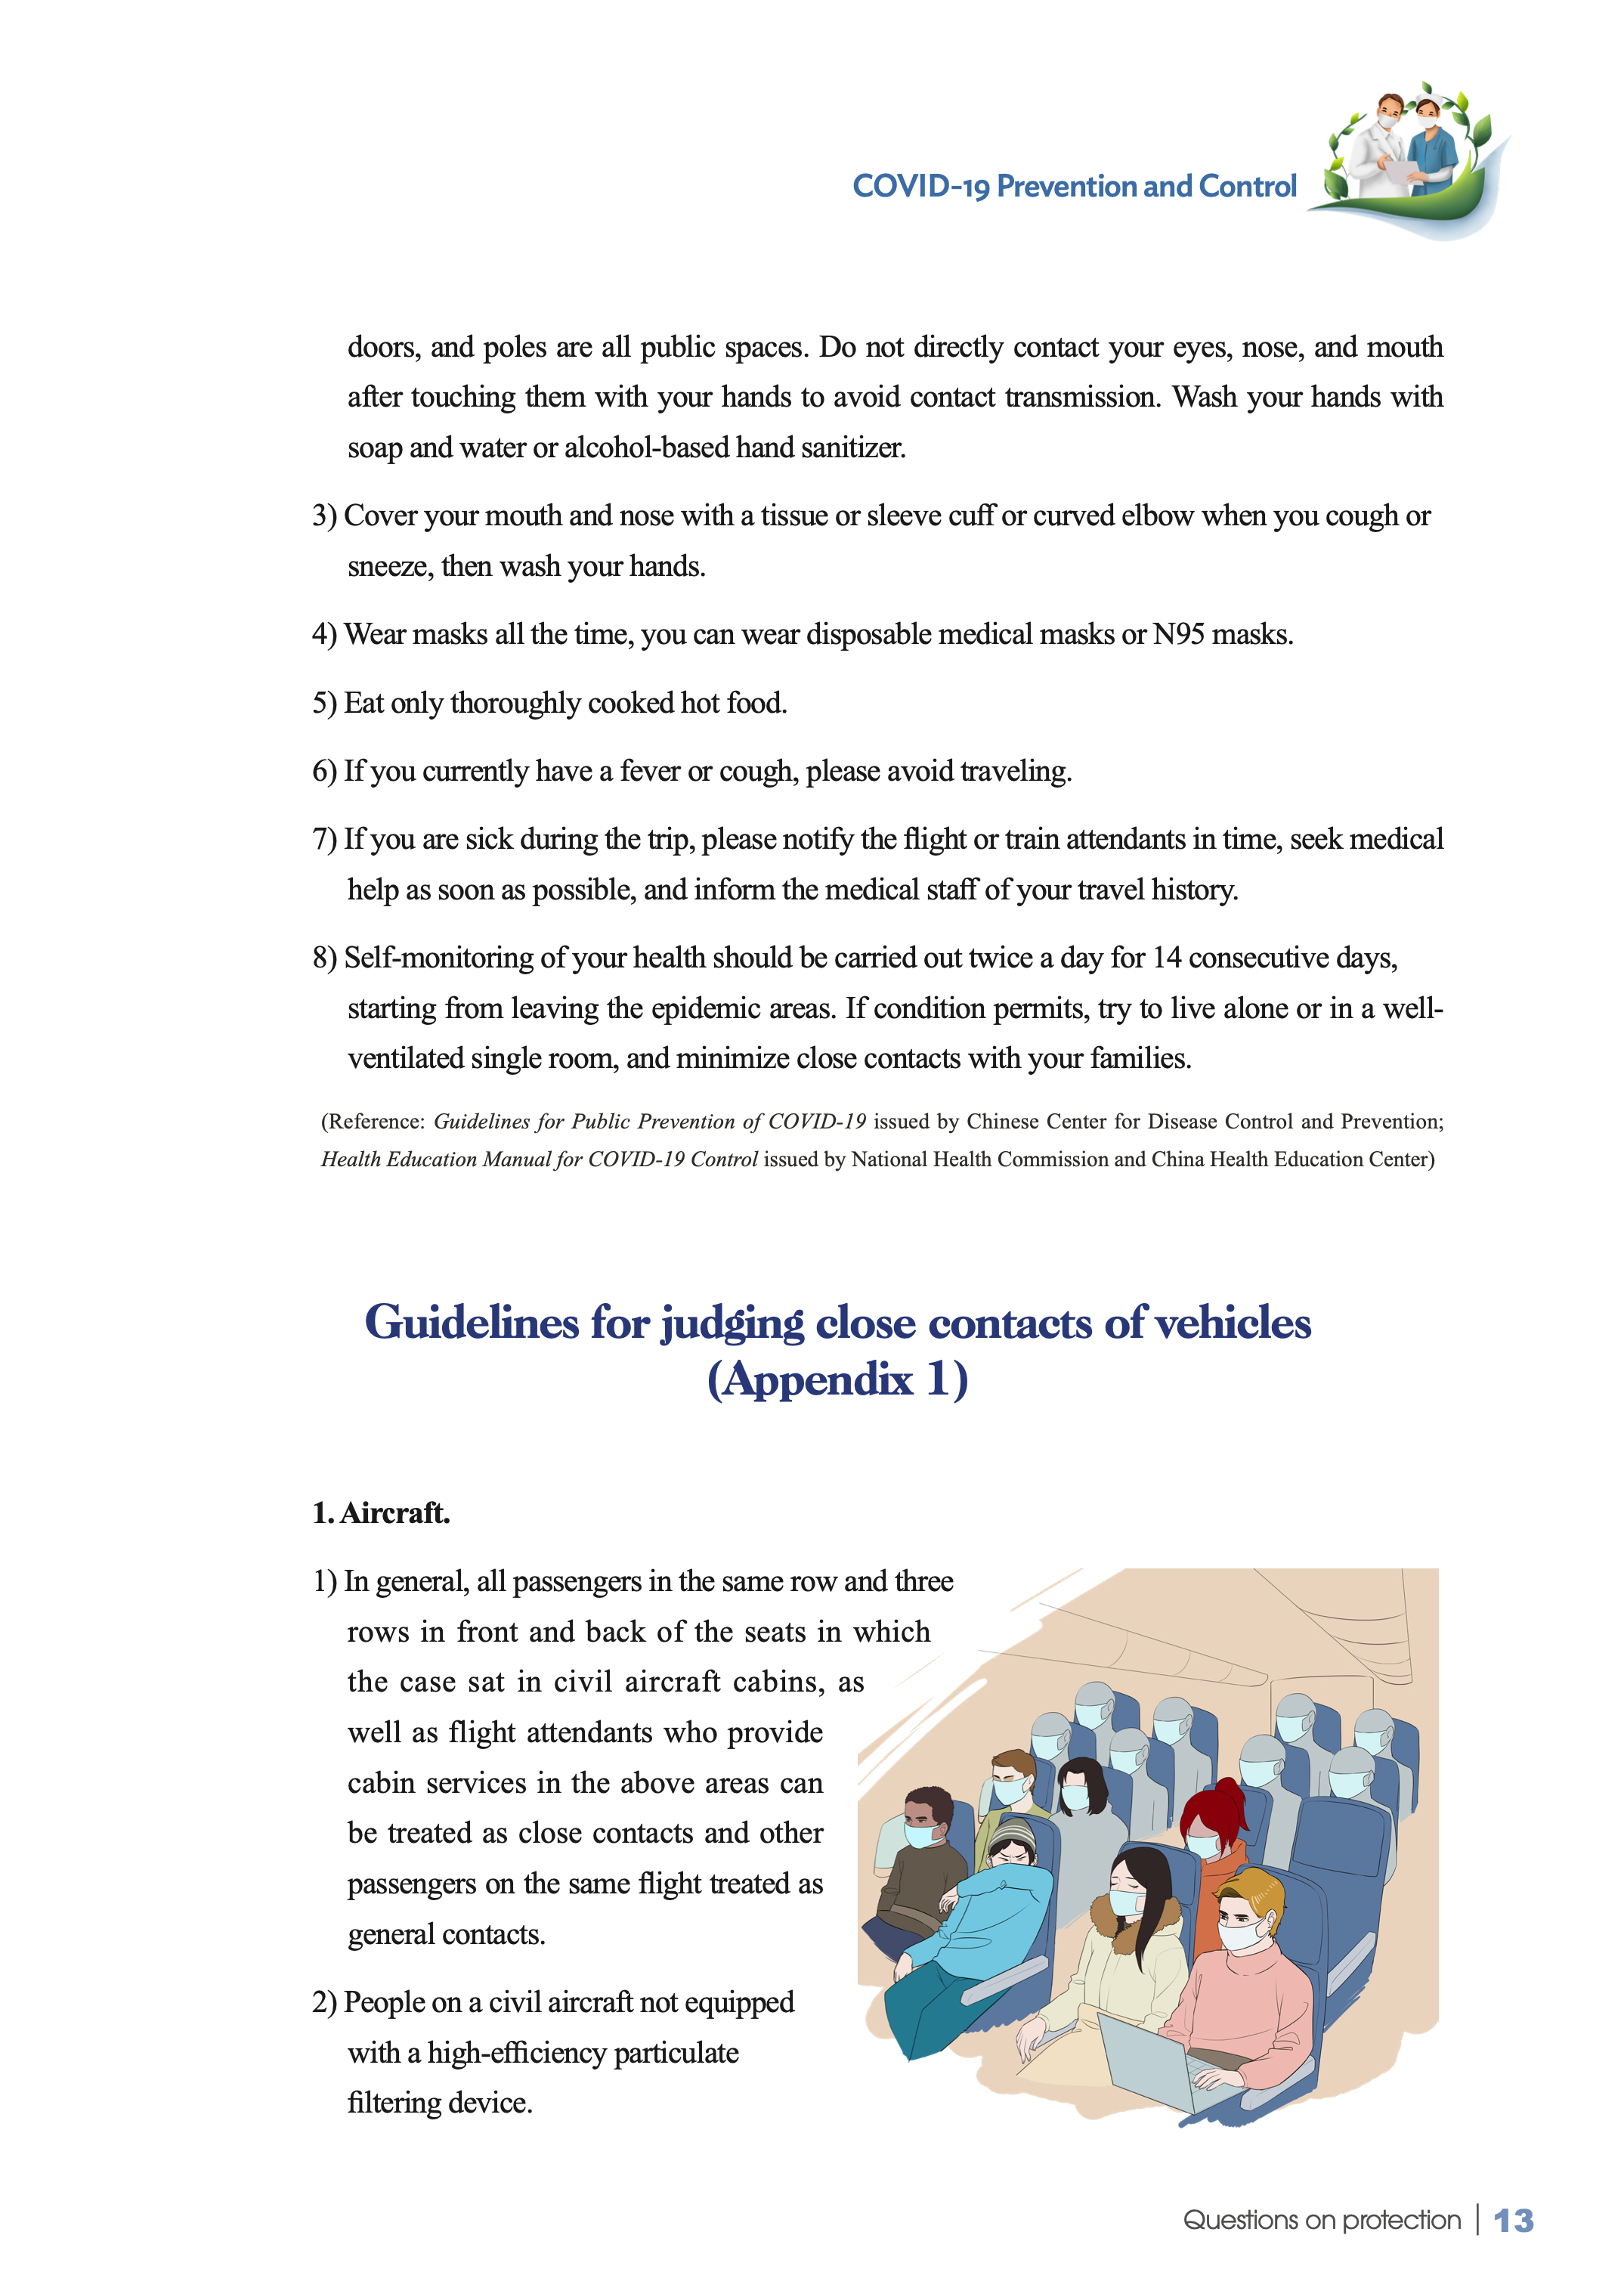 COVID-19 Prevention and Control
doors, and poles are all public spaces. Do not directly contact your eyes, nose, and mouth
after touching them with your hands to avoid contact transmission. Wash your hands with
soap and water or alcohol-based hand sanitizer.
3) Cover your mouth and nose with a tissue or sleeve cuff or curved elbow when you cough or
sneeze, then wash your hands.
4) Wear masks all the time, you can wear disposable medical masks or N95 masks.
5) Eat only thoroughly cooked hot food.
6) If you currently have a fever or cough, please avoid traveling.
7) If you are sick during the trip, please notify the flight or train attendants in time, seek medical
help as soon as possible, and inform the medical staff of your travel history.
8) Self-monitoring of your health should be carried out twice a day for 14 consecutive days,
starting from leaving the epidemic areas. If condition permits, try to live alone or in a well-
ventilated single room, and minimize close contacts with your families.
(Reference: Guidelines for Public Prevention of COVID-19 issued by Chinese Center for Disease Control and Prevention;
Health Education Manual for COVID-19 Control issued by National Health Commission and China Health Education Center)
Guidelines for judging close contacts of vehicles
(Appendix 1)
1. Aircraft.
1) In general, all passengers in the same row and three
rows in front and back of the seats in which
the case sat in civil aircraft cabins, as
well as flight attendants who provide
cabin services in the above areas can
be treated as close contacts and other
passengers on the same flight treated as
general contacts.
2) People on a civil aircraft not equipped
with a high-efficiency particulate
filtering device.
Questions on protection | 13